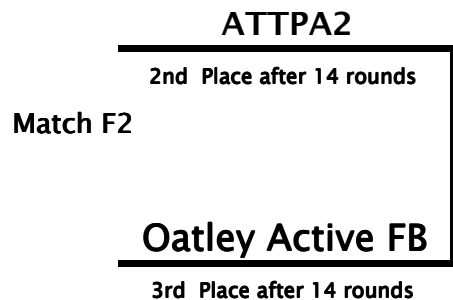 ATTPA2
2nd Place after 14 rounds
Match F2
Oatley Active FB
3rd Place after 14 rounds